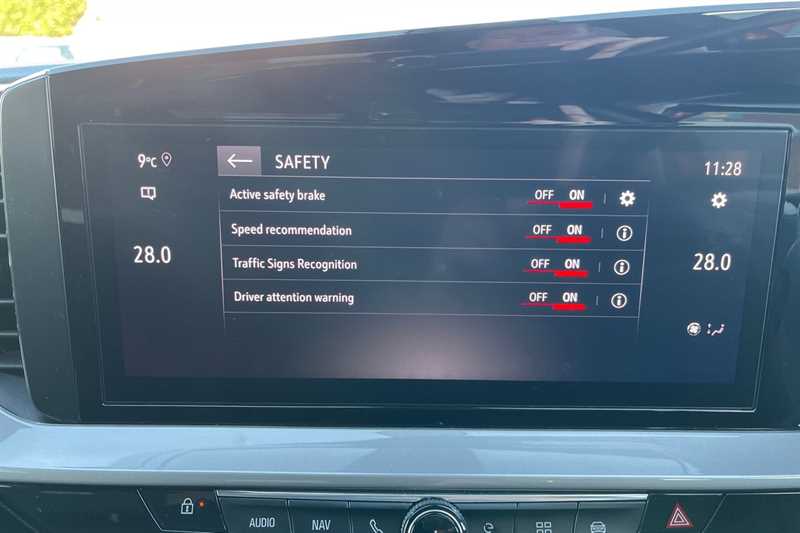 9°C
SAFETY
11:28
Active safety brake OFF ON
Speed recommendation OFF ON
28.0
28.0
Traffic Signs Recognition OFF ON
Driver attention warning OFF ON
AUDIO
NAV